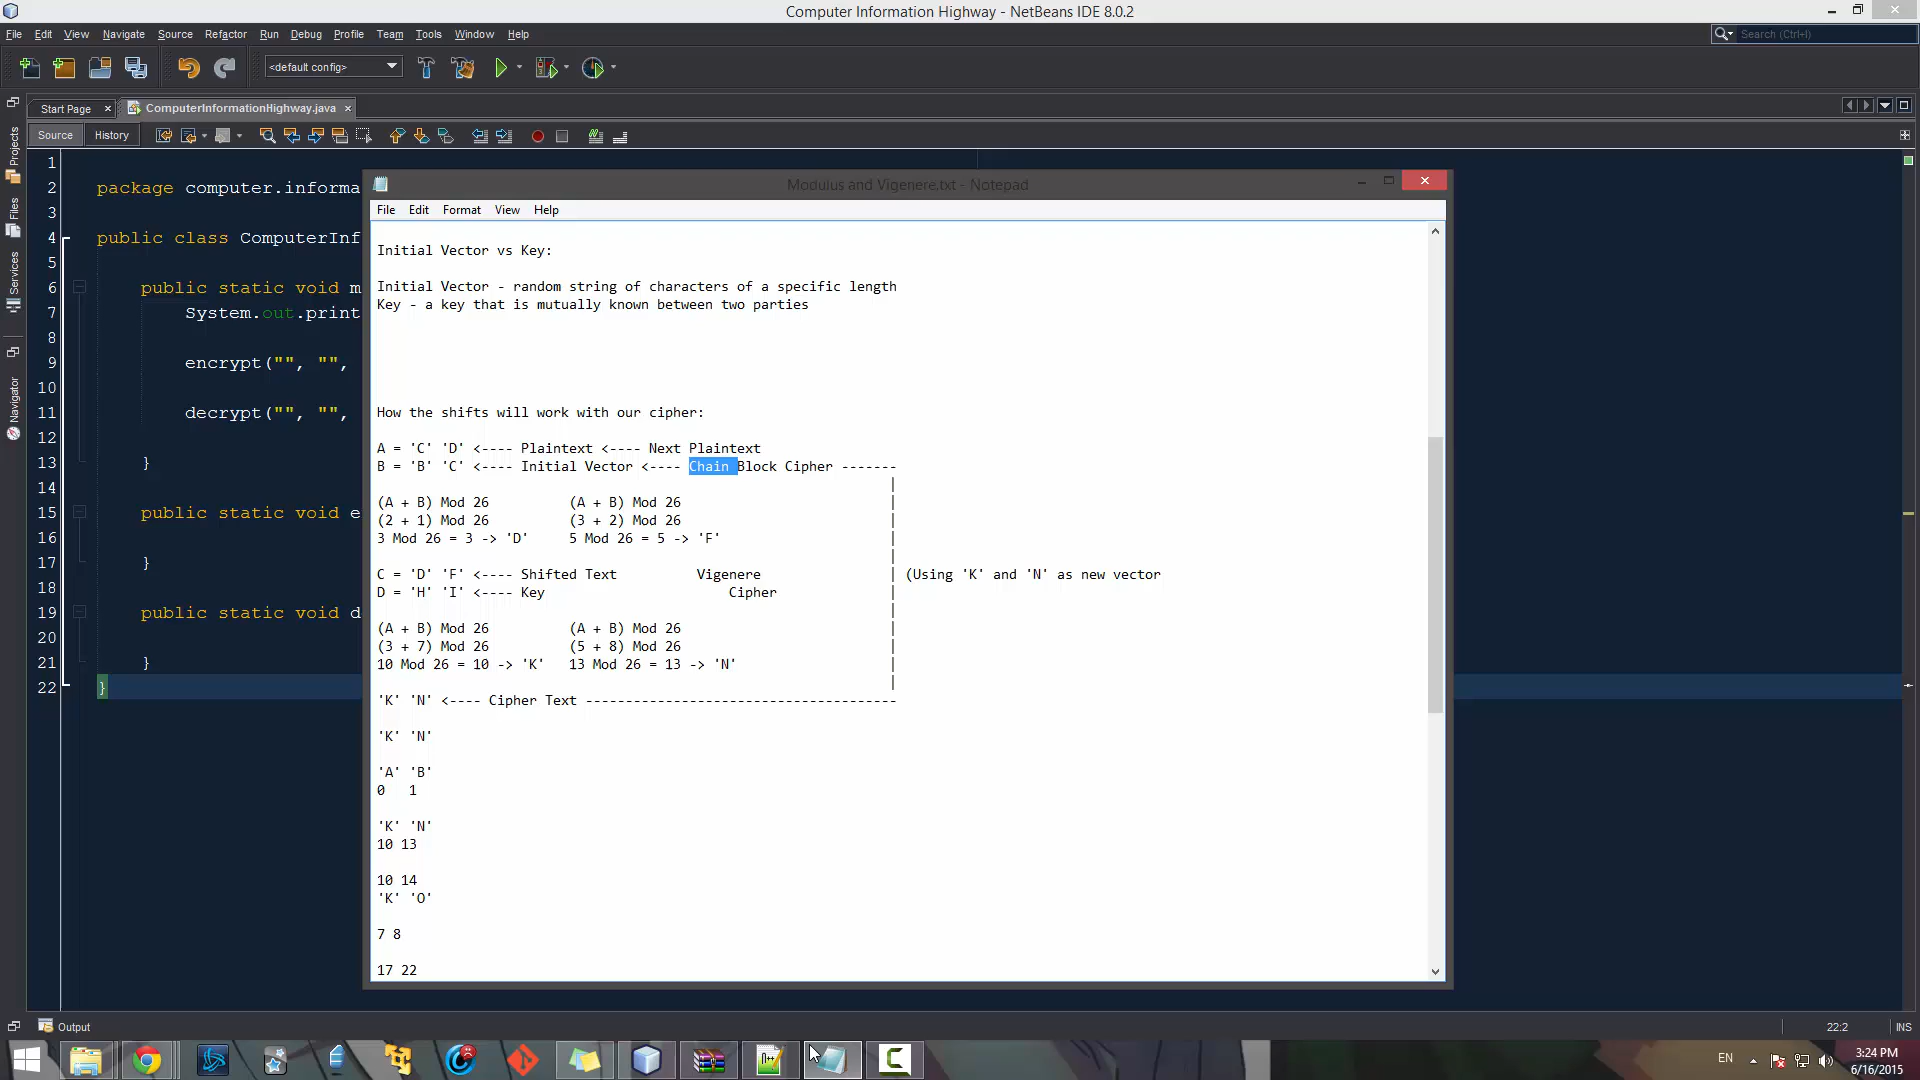 Computer Information Highway - NetBeans IDE 8.0.2
File Edit View Navigate Source Refactor Run Debug Profile Team Tools Window Help
Search (Ctrl+I)
<default config>
Start Page
ComputerInformationHighway.java
Source History
Projects
Files
Services
Navigator
1
2 package computer.informa
3
4 public class ComputerInf
5
6 public static void m
7 System.out.print
8
9 encrypt("", "",
10
11 decrypt("", "",
12
13 }
14
15 public static void e
16
17 }
18
19 public static void d
20
21 }
22 }
Modulus and Vigenere.txt - Notepad
File Edit Format View Help
Initial Vector vs Key:
Initial Vector - random string of characters of a specific length
Key - a key that is mutually known between two parties
How the shifts will work with our cipher:
A = 'C' 'D' <---- Plaintext <---- Next Plaintext
B = 'B' 'C' <---- Initial Vector <---- Chain Block Cipher -------
|
(A + B) Mod 26 (A + B) Mod 26 |
(2 + 1) Mod 26 (3 + 2) Mod 26 |
3 Mod 26 = 3 -> 'D' 5 Mod 26 = 5 -> 'F' |
|
C = 'D' 'F' <---- Shifted Text Vigenere | (Using 'K' and 'N' as new vector
D = 'H' 'I' <---- Key Cipher |
|
(A + B) Mod 26 (A + B) Mod 26 |
(3 + 7) Mod 26 (5 + 8) Mod 26 |
10 Mod 26 = 10 -> 'K' 13 Mod 26 = 13 -> 'N' |
|
'K' 'N' <---- Cipher Text ---------------------------------------
'K' 'N'
'A' 'B'
0 1
'K' 'N'
10 13
10 14
'K' 'O'
7 8
17 22
Output
22:2 INS
EN
3:24 PM
6/16/2015